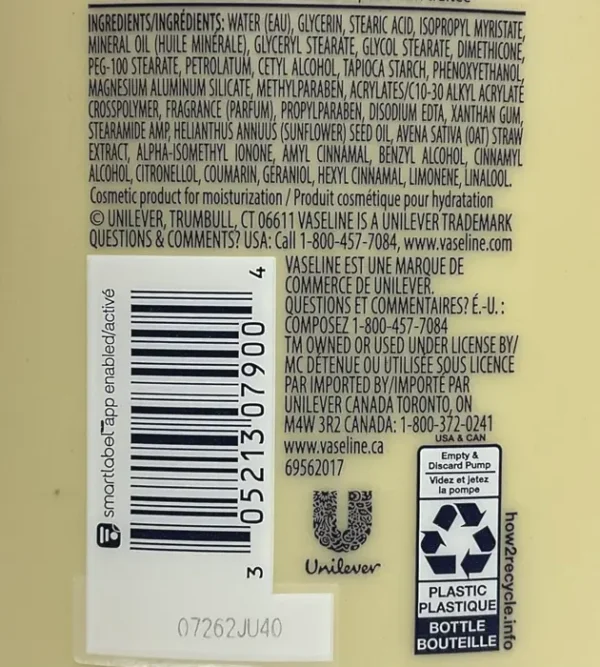 INGREDIENTS/INGRÉDIENTS: WATER (EAU), GLYCERIN, STEARIC ACID, ISOPROPYL MYRISTATE,
MINERAL OIL (HUILE MINÉRALE), GLYCERYL STEARATE, GLYCOL STEARATE, DIMETHICONE,
PEG-100 STEARATE, PETROLATUM, CETYL ALCOHOL, TAPIOCA STARCH, PHENOXYETHANOL,
MAGNESIUM ALUMINUM SILICATE, METHYLPARABEN, ACRYLATES/C10-30 ALKYL ACRYLATE
CROSSPOLYMER, FRAGRANCE (PARFUM), PROPYLPARABEN, DISODIUM EDTA, XANTHAN GUM,
STEARAMIDE AMP, HELIANTHUS ANNUUS (SUNFLOWER) SEED OIL, AVENA SATIVA (OAT) STRAW
EXTRACT, ALPHA-ISOMETHYL IONONE, AMYL CINNAMAL, BENZYL ALCOHOL, CINNAMYL
ALCOHOL, CITRONELLOL, COUMARIN, GERANIOL, HEXYL CINNAMAL, LIMONENE, LINALOOL.
Cosmetic product for moisturization / Produit cosmétique pour hydratation
© UNILEVER, TRUMBULL, CT 06611 VASELINE IS A UNILEVER TRADEMARK
QUESTIONS & COMMENTS? USA: Call 1-800-457-7084, www.vaseline.com
VASELINE EST UNE MARQUE DE
COMMERCE DE UNILEVER.
QUESTIONS ET COMMENTAIRES? É.-U. :
COMPOSEZ 1-800-457-7084
TM OWNED OR USED UNDER LICENSE BY/
MC DÉTENUE OU UTILISÉE SOUS LICENCE
PAR IMPORTED BY/IMPORTÉ PAR
UNILEVER CANADA TORONTO, ON
M4W 3R2 CANADA: 1-800-372-0241
www.vaseline.ca
69562017
smartlabel™ app enabled/activé
3 05213 07900 4
07262JU40
Unilever
USA & CAN
Empty &
Discard Pump
Videz et jetez
la pompe
PLASTIC
PLASTIQUE
BOTTLE
BOUTEILLE
how2recycle.info